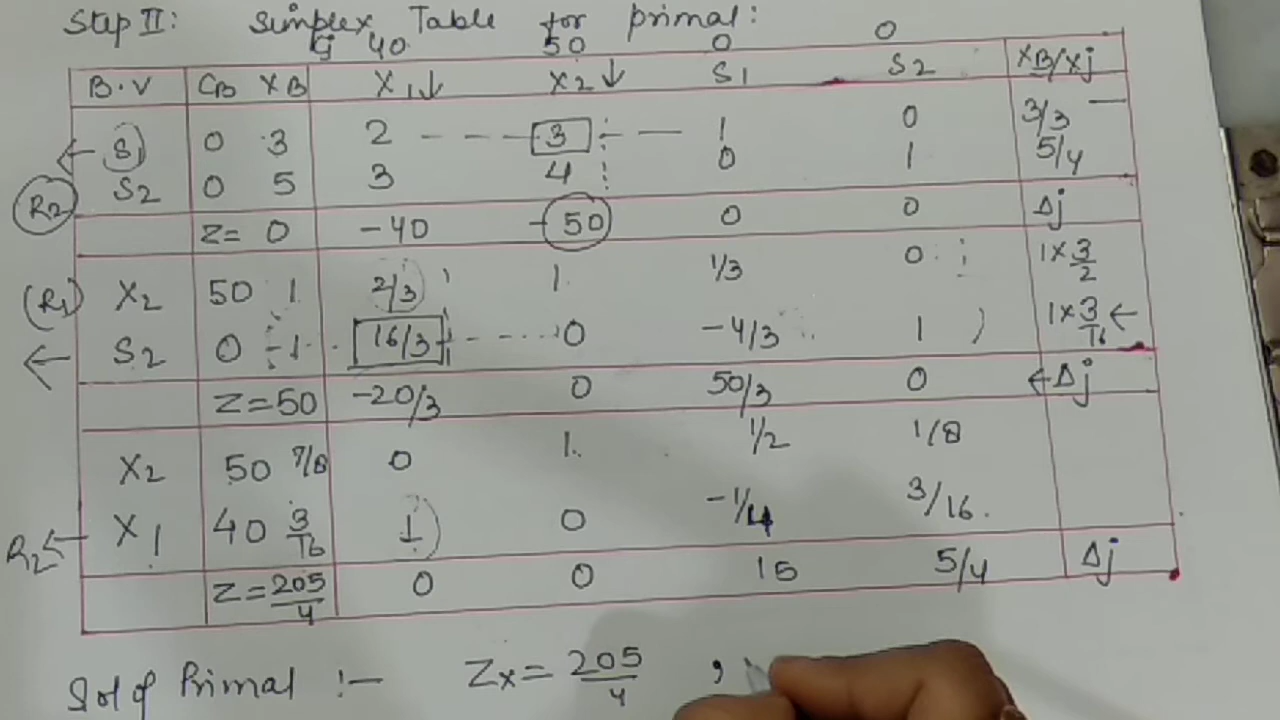 Step II: Simplex Table for primal:
Cj 40 50 0 0
B.V CB XB X1↓ X2↓ S1 S2 XB/Xj
← S1 0 3 2 3 1 0 3/3 —
R2 S2 0 5 3 4 0 1 5/4
Z= 0 -40 -50 0 0 Δj
(R1) X2 50 1 2/3 1 1/3 0 1×3/2
← S2 0 -1 16/3 0 -4/3 1 1×3/16 ←
Z=50 -20/3 0 50/3 0 ←Δj
X2 50 7/8 0 1 1/2 1/8
R2← X1 40 3/16 1 0 -1/4 3/16
Z=205/4 0 0 15 5/4 Δj
Sol of Primal :- Zx=205/4 ,